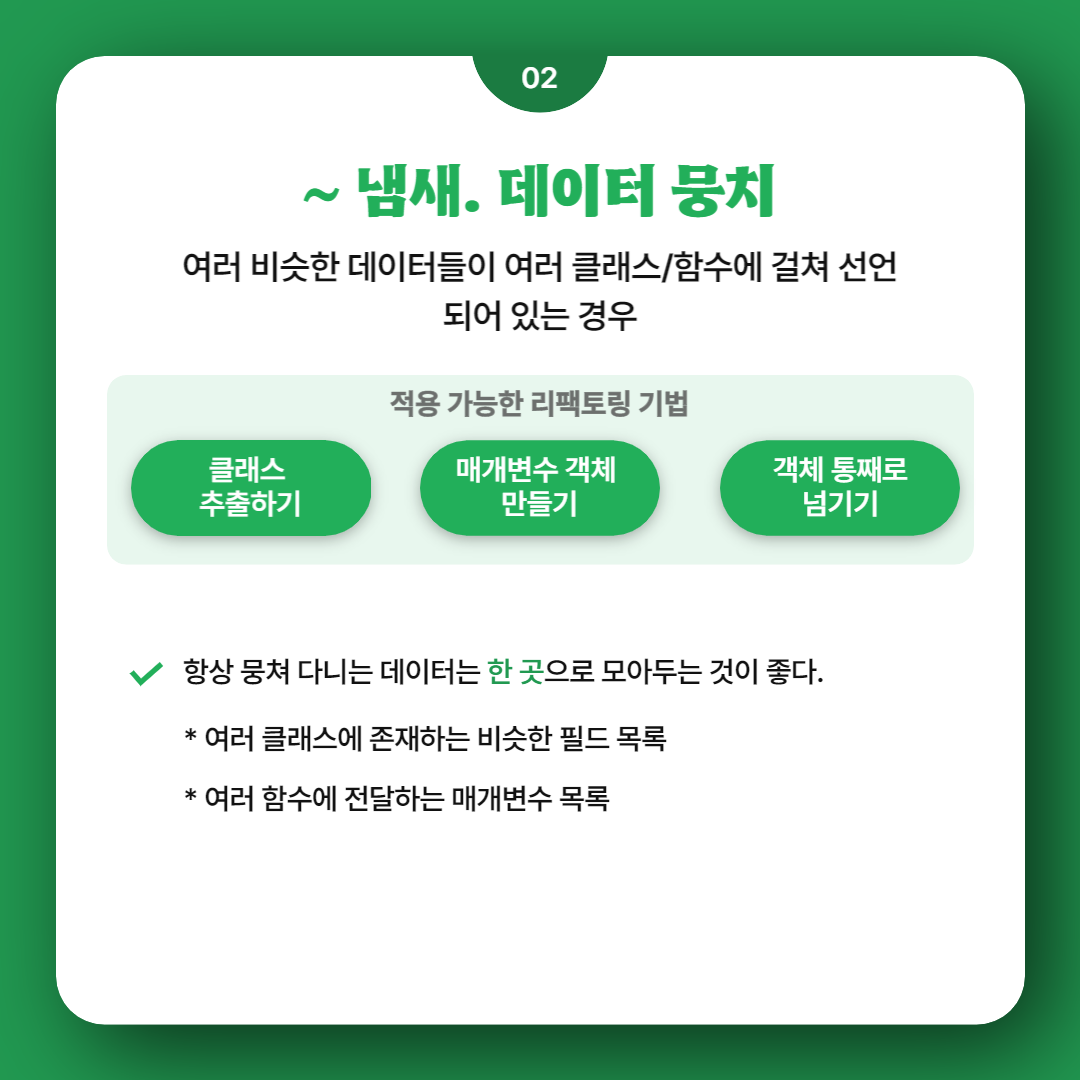 02
~ 냄새. 데이터 뭉치
여러 비슷한 데이터들이 여러 클래스/함수에 걸쳐 선언
되어 있는 경우
적용 가능한 리팩토링 기법
클래스
추출하기
매개변수 객체
만들기
객체 통째로
넘기기
항상 뭉쳐 다니는 데이터는 한 곳으로 모아두는 것이 좋다.
* 여러 클래스에 존재하는 비슷한 필드 목록
* 여러 함수에 전달하는 매개변수 목록